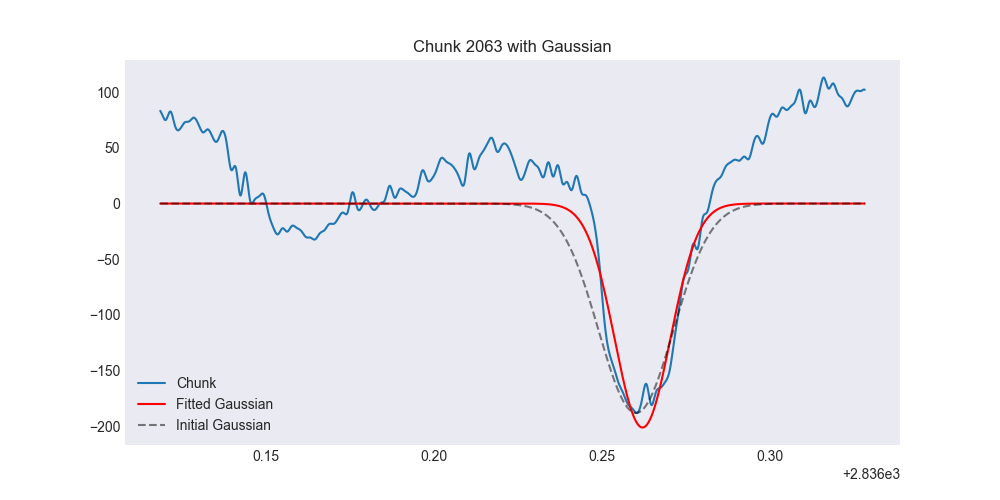 Chunk 2063 with Gaussian
100
50
0
−50
−100
−150
−200
Chunk
Fitted Gaussian
Initial Gaussian
0.15 0.20 0.25 0.30
+2.836e3